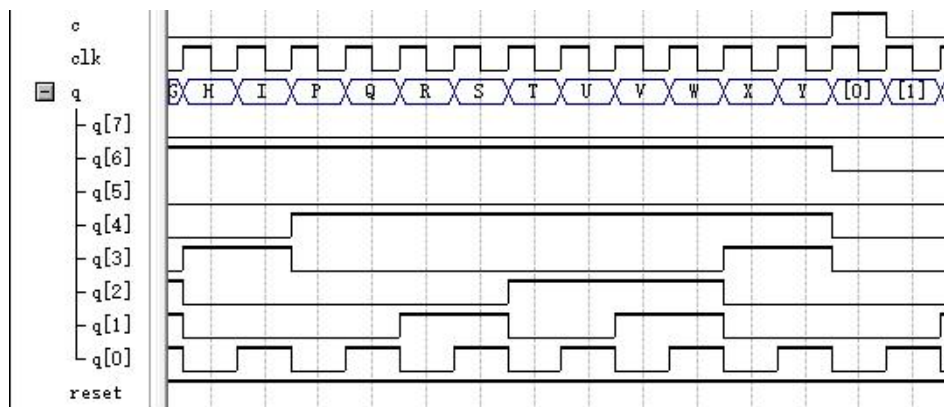 c
clk
q G H I P Q R S T U V W X Y [0] [1]
q[7]
q[6]
q[5]
q[4]
q[3]
q[2]
q[1]
q[0]
reset